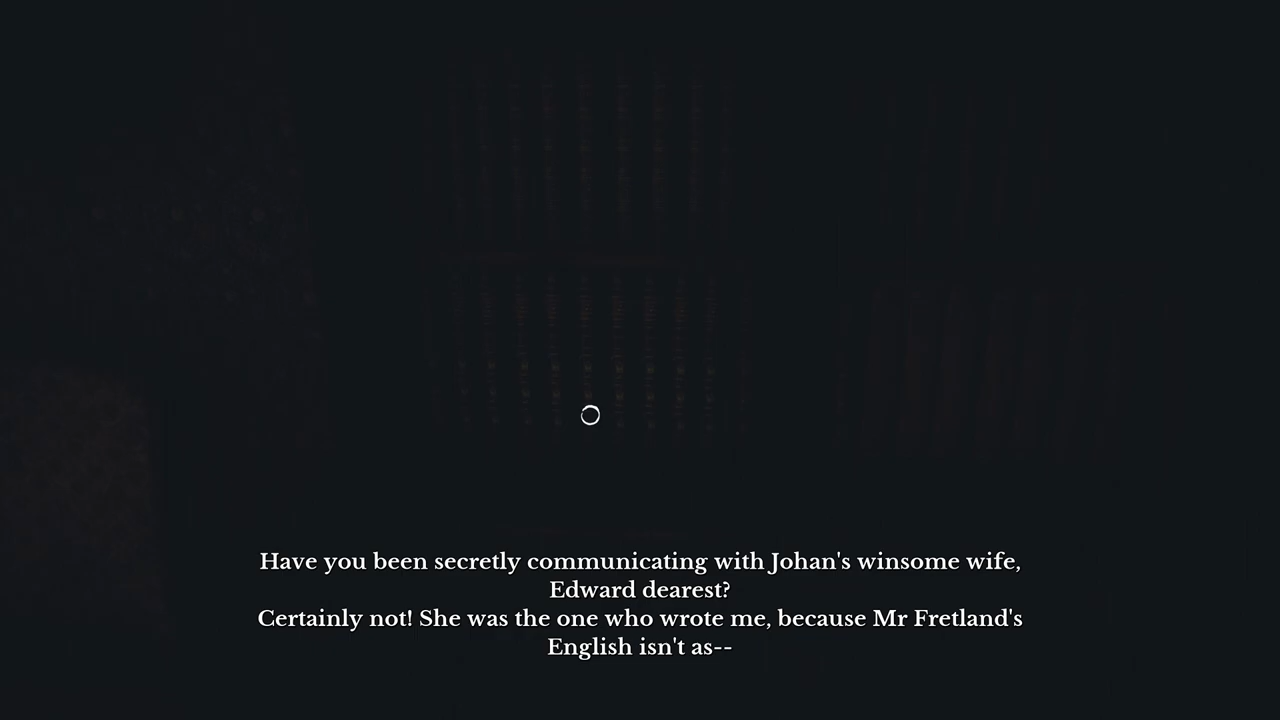 Have you been secretly communicating with Johan's winsome wife,
Edward dearest?
Certainly not! She was the one who wrote me, because Mr Fretland's
English isn't as--